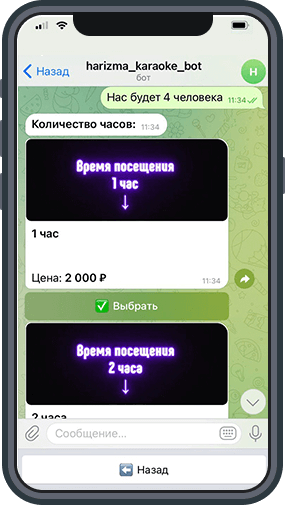 Назад
harizma_karaoke_bot
бот
H
Нас будет 4 человека 11:34
Количество часов: 11:34
Время посещения
1 час
1 час
Цена: 2 000 ₽ 11:34
Выбрать
Время посещения
2 часа
2 часа
Сообщение...
Назад